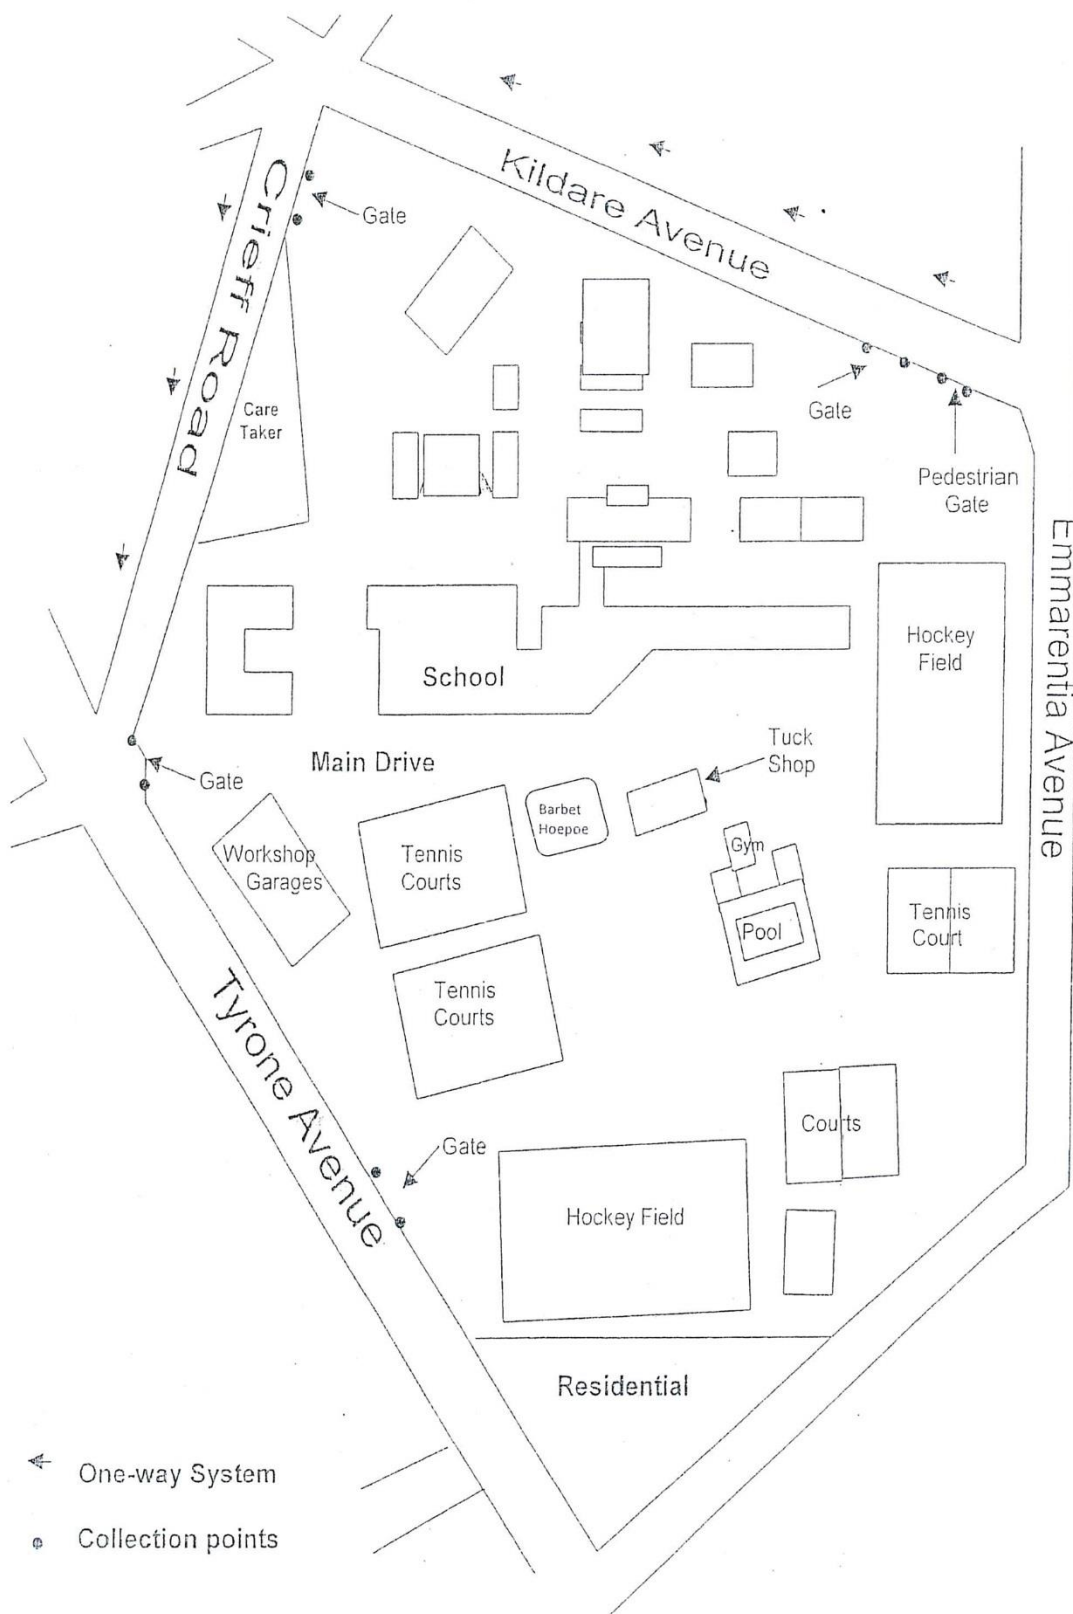 Kildare Avenue
Crieff Road
Gate
Care
Taker
Gate
Pedestrian
Gate
Emmarentia Avenue
Hockey
Field
School
Tuck
Shop
Main Drive
Gate
Barbet
Hoepoe
Workshop
Garages
Tennis
Courts
Gym
Pool
Tennis
Court
Tennis
Courts
Tyrone Avenue
Courts
Gate
Hockey Field
Residential
One-way System
Collection points